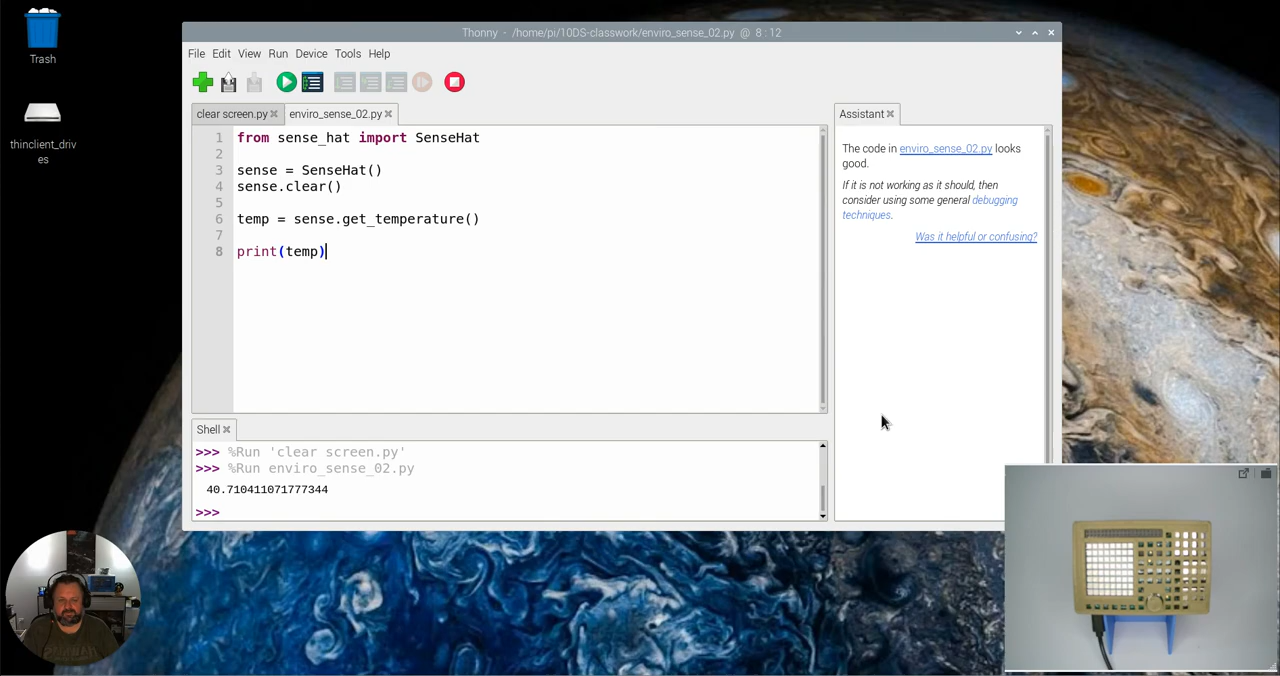 Trash
thinclient_driv
es
Thonny - /home/pi/10DS-classwork/enviro_sense_02.py @ 8 : 12
File Edit View Run Device Tools Help
clear screen.py
enviro_sense_02.py
1 from sense_hat import SenseHat
2
3 sense = SenseHat()
4 sense.clear()
5
6 temp = sense.get_temperature()
7
8 print(temp)
Shell
>>> %Run 'clear screen.py'
>>> %Run enviro_sense_02.py
40.710411071777344
>>>
Assistant
The code in enviro_sense_02.py looks
good.
If it is not working as it should, then
consider using some general debugging
techniques.
Was it helpful or confusing?